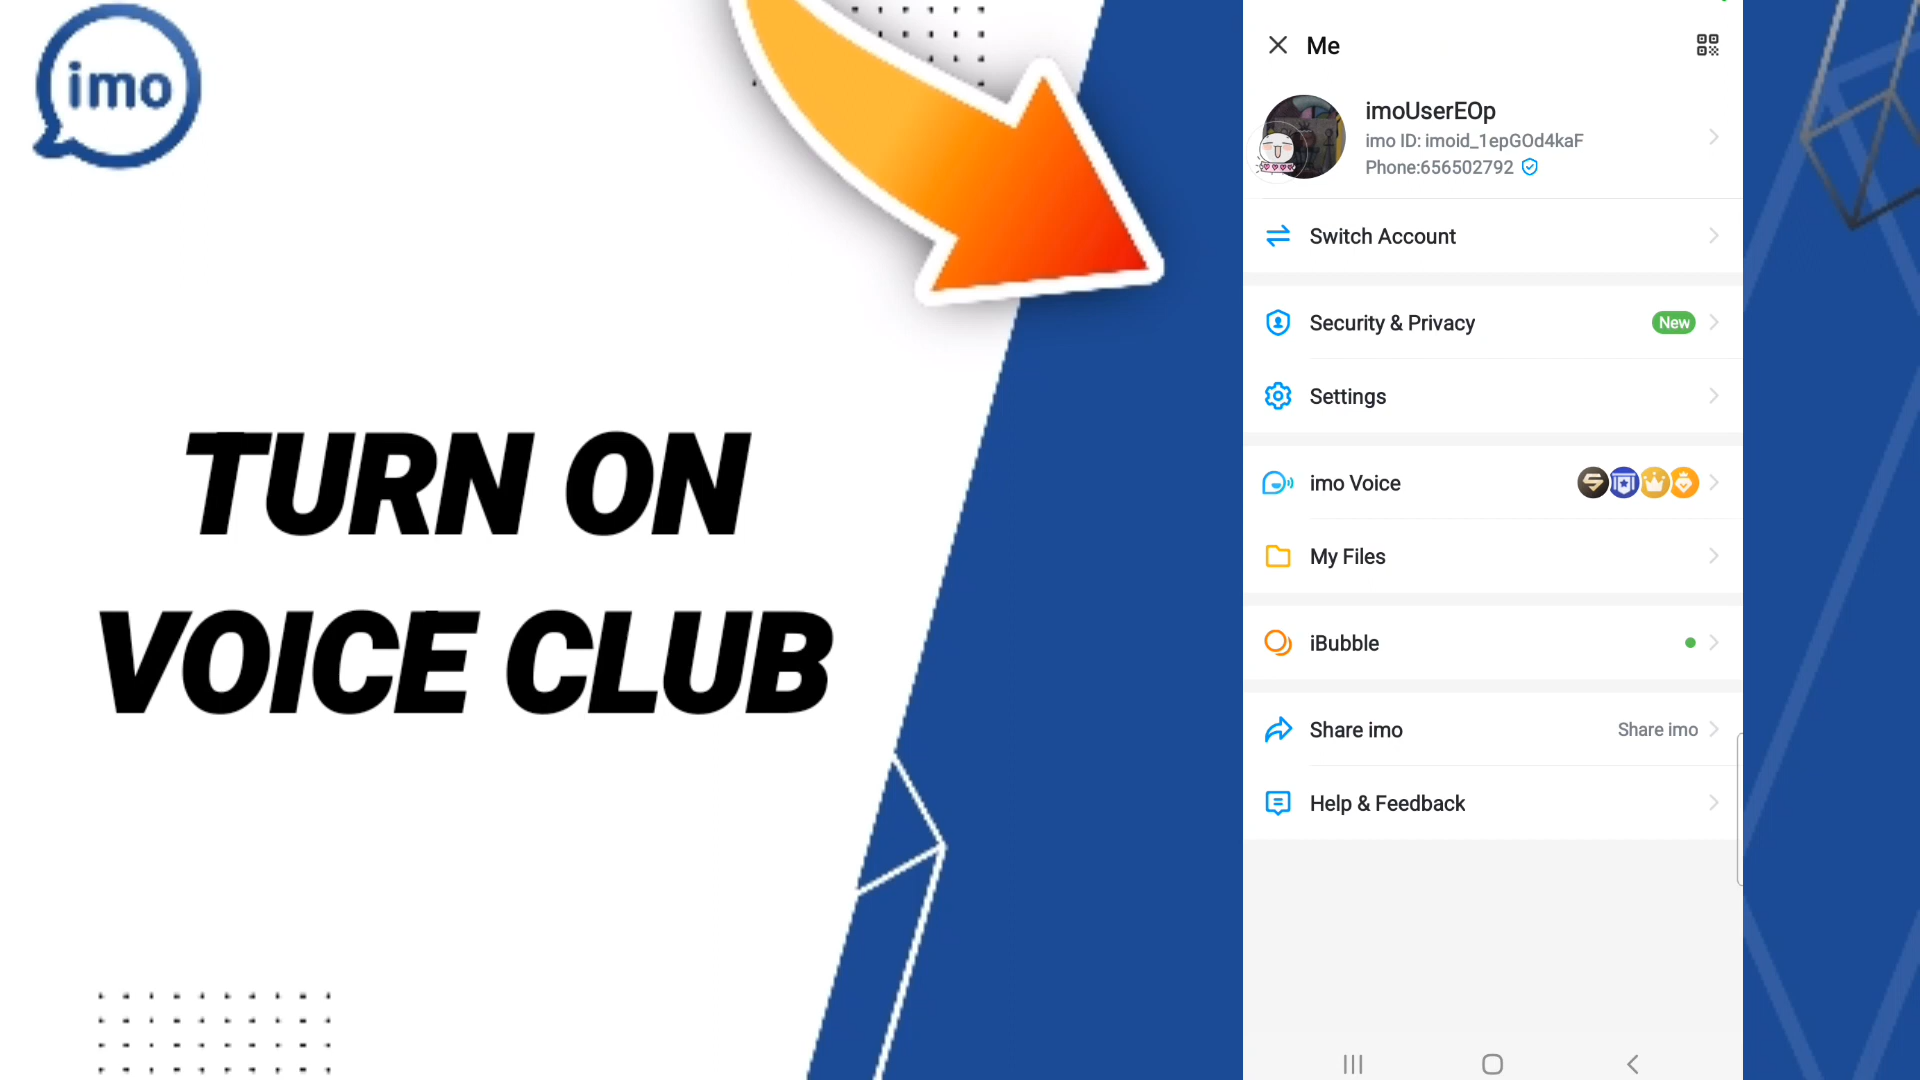 imo
TURN ON
VOICE CLUB
Me
imoUserEOp
imo ID: imoid_1epGOd4kaF
Phone:656502792
Switch Account
Security & Privacy New
Settings
imo Voice
My Files
iBubble
Share imo Share imo
Help & Feedback